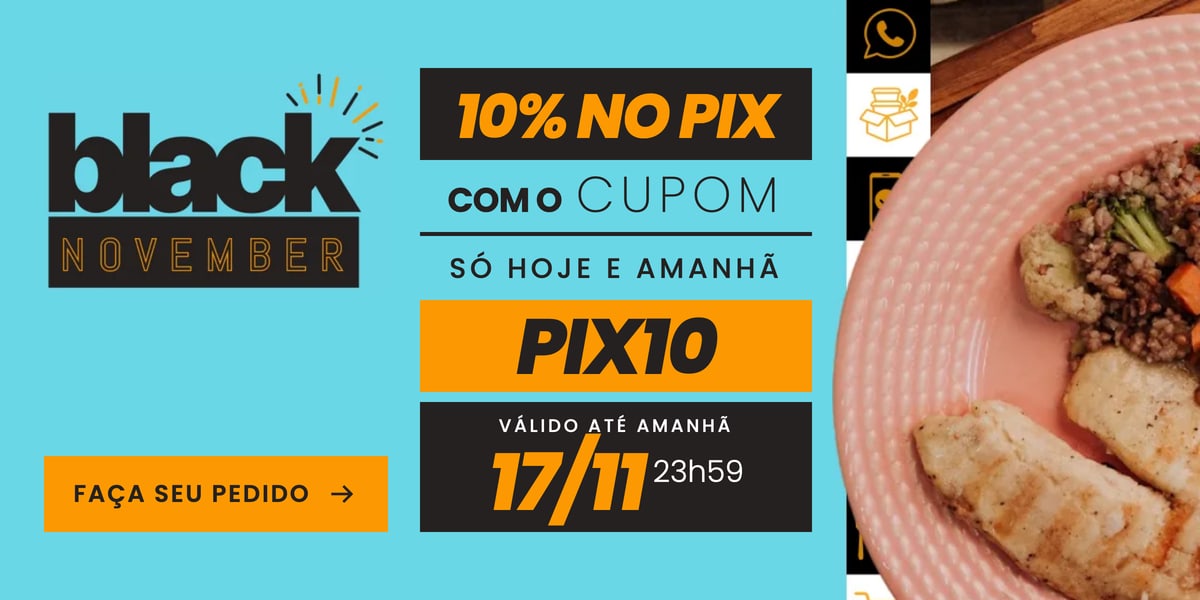 black
NOVEMBER
FAÇA SEU PEDIDO
10% NO PIX
COM O CUPOM
SÓ HOJE E AMANHÃ
PIX10
VÁLIDO ATÉ AMANHÃ
17/11 23h59